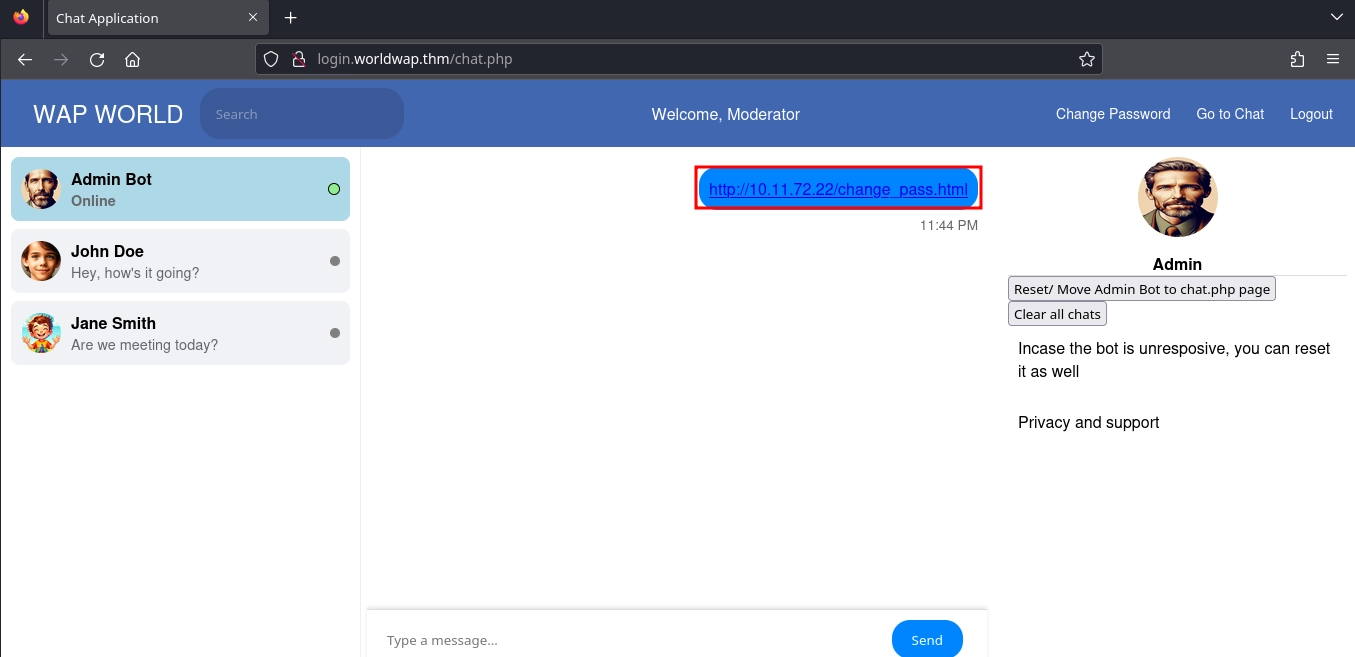 Chat Application
login.worldwap.thm/chat.php
WAP WORLD
Search
Welcome, Moderator
Change Password
Go to Chat
Logout
Admin Bot
Online
John Doe
Hey, how's it going?
Jane Smith
Are we meeting today?
http://10.11.72.22/change_pass.html
11:44 PM
Type a message...
Send
Admin
Reset/ Move Admin Bot to chat.php page
Clear all chats
Incase the bot is unresposive, you can reset
it as well
Privacy and support